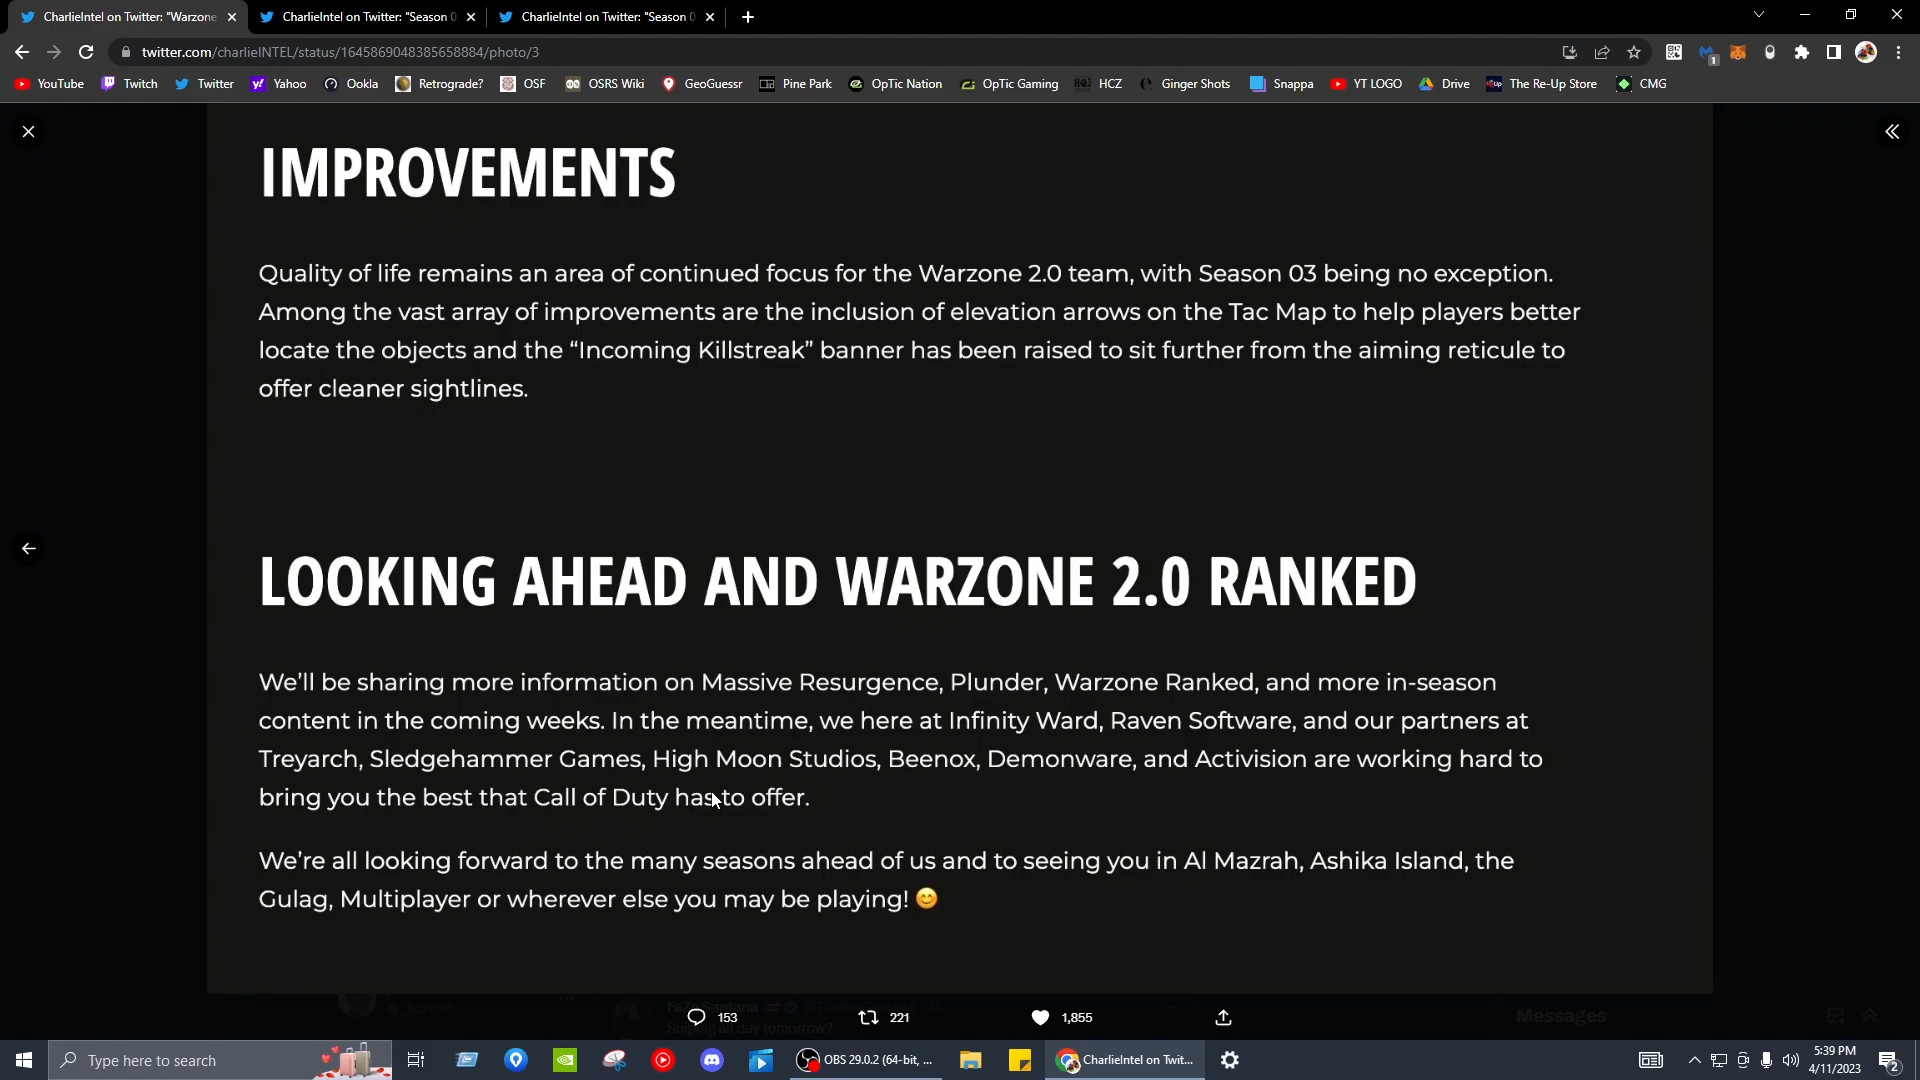 CharlieIntel on Twitter: "Warzone
CharlieIntel on Twitter: "Season 0
CharlieIntel on Twitter: "Season 0
twitter.com/charlieINTEL/status/1645869048385658884/photo/3
1
YouTube
Twitch
Twitter
Yahoo
Ookla
Retrograde?
OSF
OSRS Wiki
GeoGuessr
Pine Park
OpTic Nation
OpTic Gaming
HCZ
Ginger Shots
Snappa
YT LOGO
Drive
The Re-Up Store
CMG
IMPROVEMENTS
Quality of life remains an area of continued focus for the Warzone 2.0 team, with Season 03 being no exception.
Among the vast array of improvements are the inclusion of elevation arrows on the Tac Map to help players better
locate the objects and the “Incoming Killstreak” banner has been raised to sit further from the aiming reticule to
offer cleaner sightlines.
LOOKING AHEAD AND WARZONE 2.0 RANKED
We’ll be sharing more information on Massive Resurgence, Plunder, Warzone Ranked, and more in-season
content in the coming weeks. In the meantime, we here at Infinity Ward, Raven Software, and our partners at
Treyarch, Sledgehammer Games, High Moon Studios, Beenox, Demonware, and Activision are working hard to
bring you the best that Call of Duty has to offer.
We’re all looking forward to the many seasons ahead of us and to seeing you in Al Mazrah, Ashika Island, the
Gulag, Multiplayer or wherever else you may be playing! 😊
FaZe Santana
Sniping all day tomorrow?
153
221
1,855
Messages
Type here to search
OBS 29.0.2 (64-bit, ...
CharlieIntel on Twit...
5:39 PM
4/11/2023
2